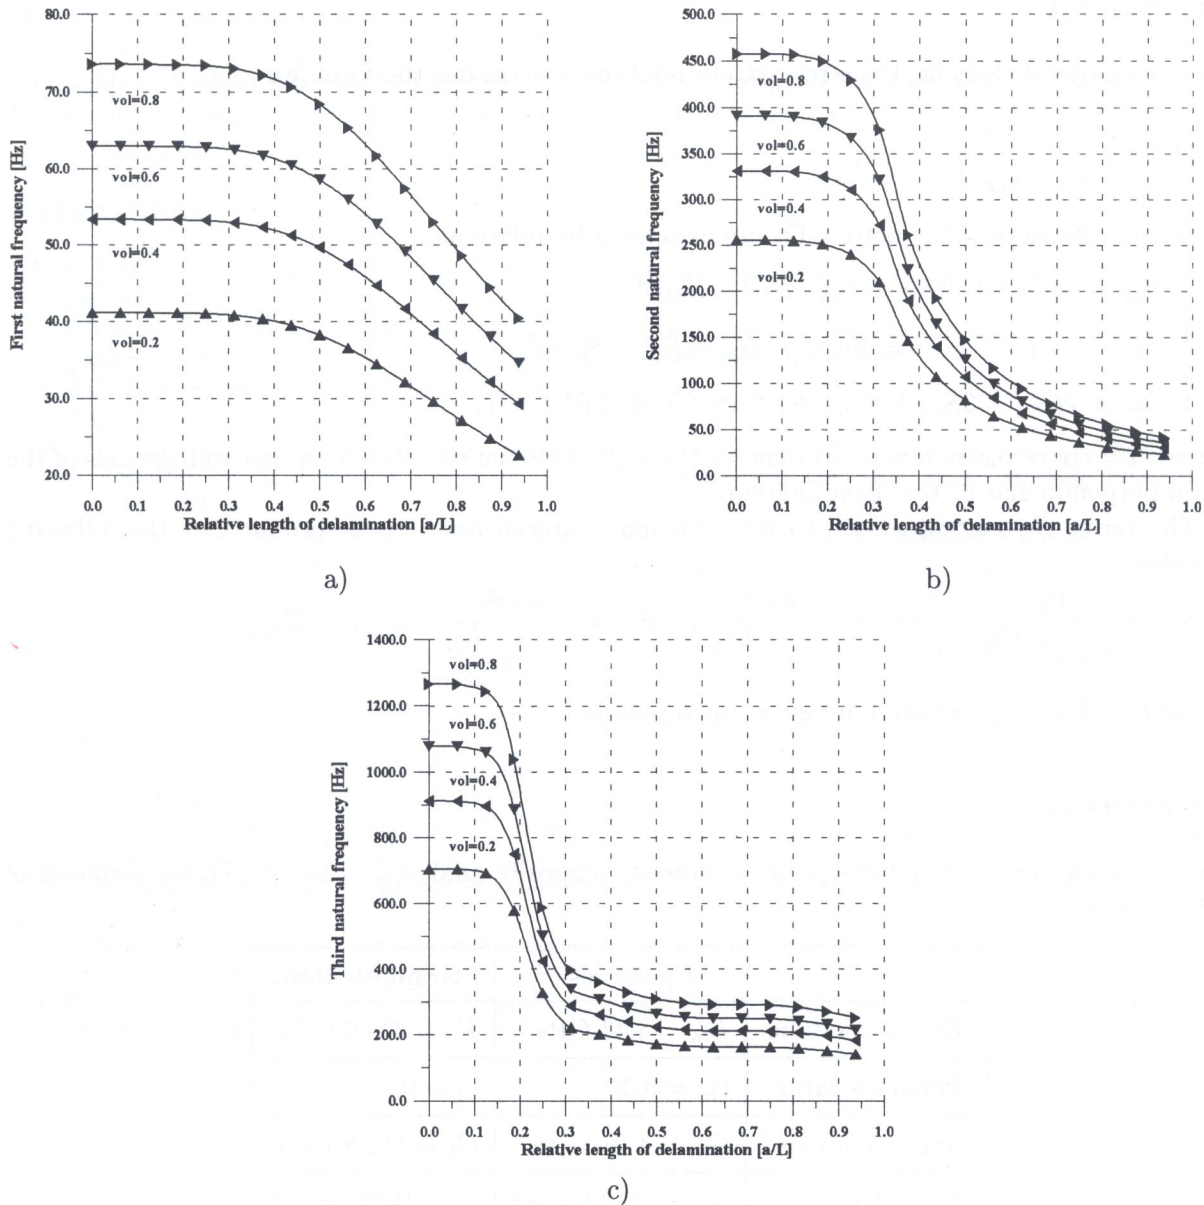 80.0
70.0
60.0
50.0
40.0
30.0
20.0
First natural frequency [Hz]
vol=0.8
vol=0.6
vol=0.4
vol=0.2
0.0 0.1 0.2 0.3 0.4 0.5 0.6 0.7 0.8 0.9 1.0
Relative length of delamination [a/L]
a)
500.0
450.0
400.0
350.0
300.0
250.0
200.0
150.0
100.0
50.0
0.0
Second natural frequency [Hz]
vol=0.8
vol=0.6
vol=0.4
vol=0.2
0.0 0.1 0.2 0.3 0.4 0.5 0.6 0.7 0.8 0.9 1.0
Relative length of delamination [a/L]
b)
1400.0
1200.0
1000.0
800.0
600.0
400.0
200.0
0.0
Third natural frequency [Hz]
vol=0.8
vol=0.6
vol=0.4
vol=0.2
0.0 0.1 0.2 0.3 0.4 0.5 0.6 0.7 0.8 0.9 1.0
Relative length of delamination [a/L]
c)